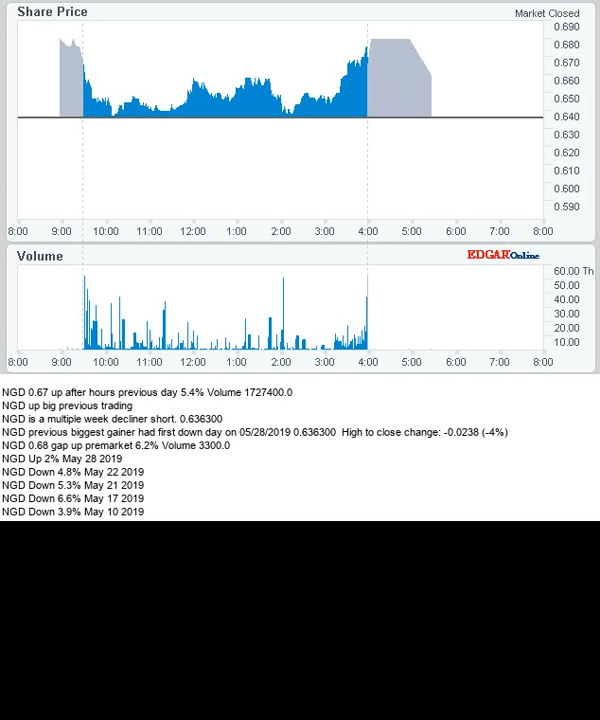 Share Price
Market Closed
0.690
0.680
0.670
0.660
0.650
0.640
0.630
0.620
0.610
0.600
0.590
8:00 9:00 10:00 11:00 12:00 1:00 2:00 3:00 4:00 5:00 6:00 7:00 8:00
Volume
EDGAROnline
60.00 Th
50.00
40.00
30.00
20.00
10.00
8:00 9:00 10:00 11:00 12:00 1:00 2:00 3:00 4:00 5:00 6:00 7:00 8:00
NGD 0.67 up after hours previous day 5.4% Volume 1727400.0
NGD up big previous trading
NGD is a multiple week decliner short. 0.636300
NGD previous biggest gainer had first down day on 05/28/2019 0.636300 High to close change: -0.0238 (-4%)
NGD 0.68 gap up premarket 6.2% Volume 3300.0
NGD Up 2% May 28 2019
NGD Down 4.8% May 22 2019
NGD Down 5.3% May 21 2019
NGD Down 6.6% May 17 2019
NGD Down 3.9% May 10 2019